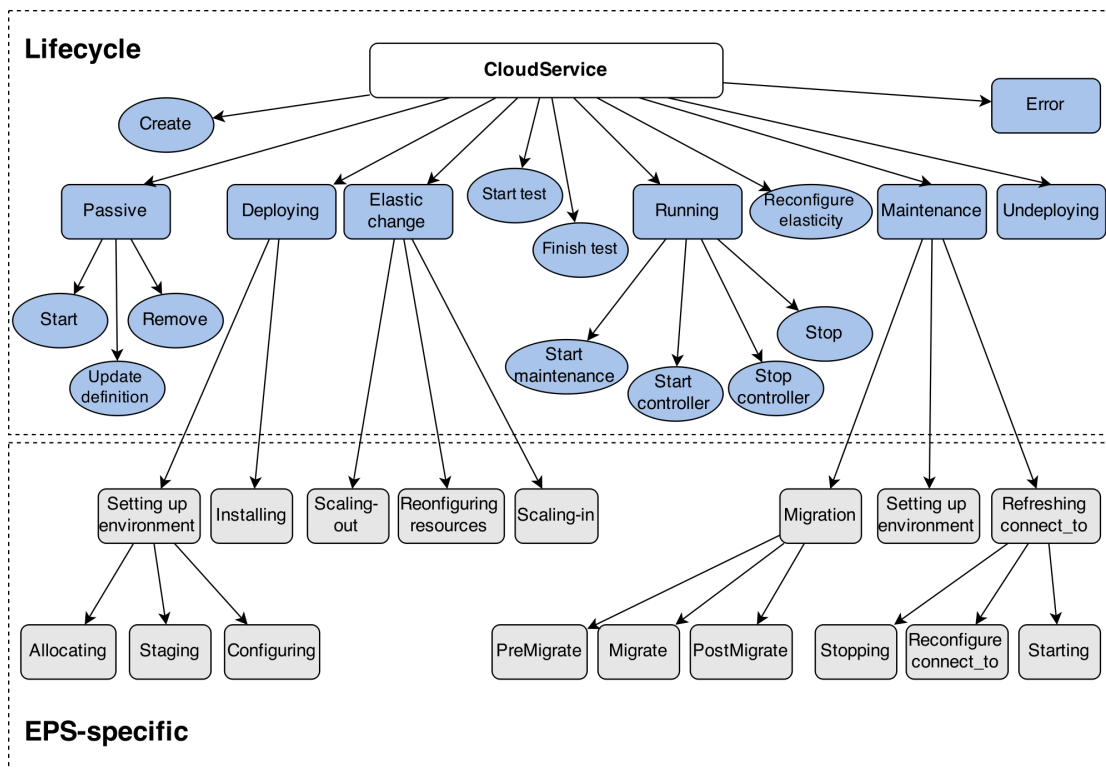 Lifecycle
CloudService
Create
Error
Passive
Deploying
Elastic
change
Start test
Finish test
Running
Reconfigure
elasticity
Maintenance
Undeploying
Start
Remove
Update
definition
Start
maintenance
Start
controller
Stop
controller
Stop
Setting up
environment
Installing
Scaling-
out
Reonfiguring
resources
Scaling-in
Migration
Setting up
environment
Refreshing
connect_to
Allocating
Staging
Configuring
PreMigrate
Migrate
PostMigrate
Stopping
Reconfigure
connect_to
Starting
EPS-specific